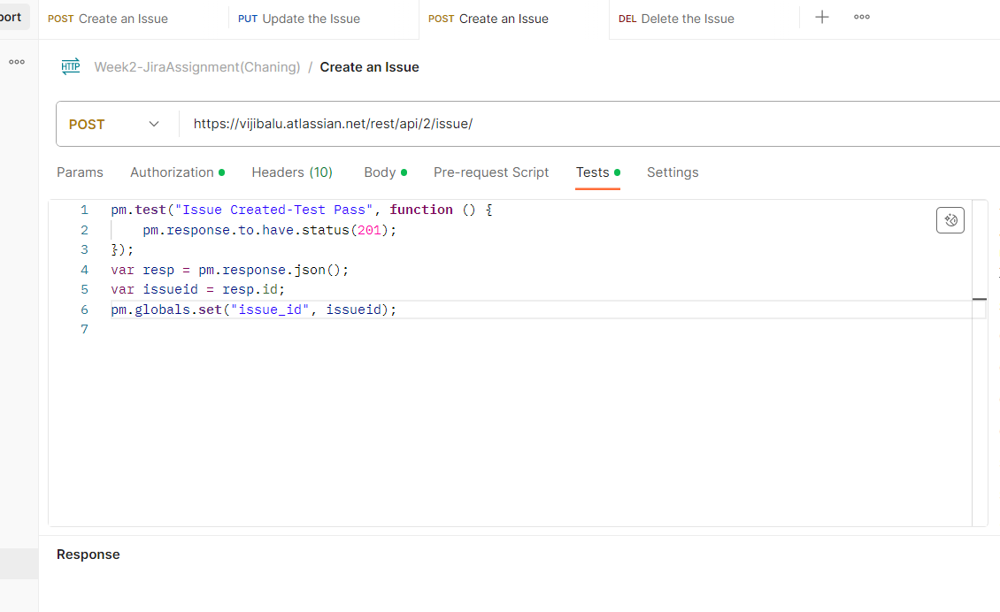 port POST Create an Issue PUT Update the Issue POST Create an Issue DEL Delete the Issue
HTTP Week2-JiraAssignment(Chaning) / Create an Issue
POST https://vijibalu.atlassian.net/rest/api/2/issue/
Params Authorization Headers (10) Body Pre-request Script Tests Settings
1 pm.test("Issue Created-Test Pass", function () {
2 pm.response.to.have.status(201);
3 });
4 var resp = pm.response.json();
5 var issueid = resp.id;
6 pm.globals.set("issue_id", issueid);
7
Response